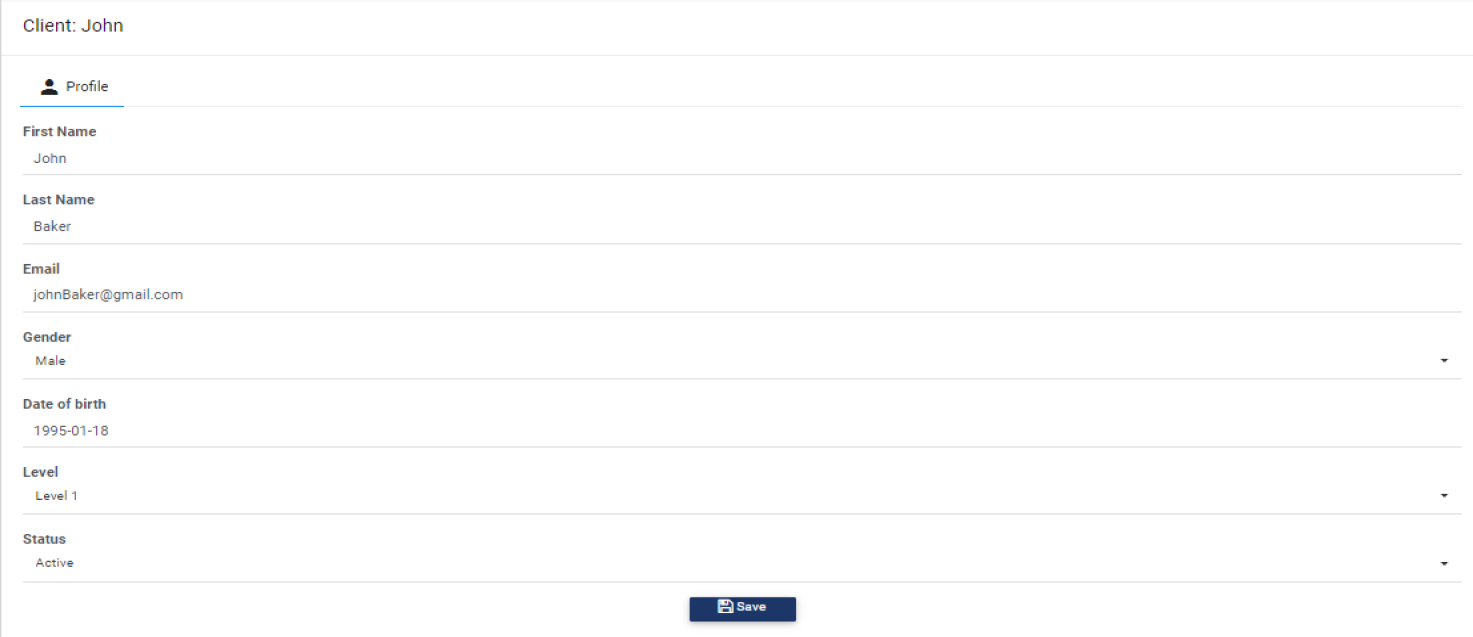 Client: John
Profile
First Name
John
Last Name
Baker
Email
johnBaker@gmail.com
Gender
Male
Date of birth
1995-01-18
Level
Level 1
Status
Active
Save